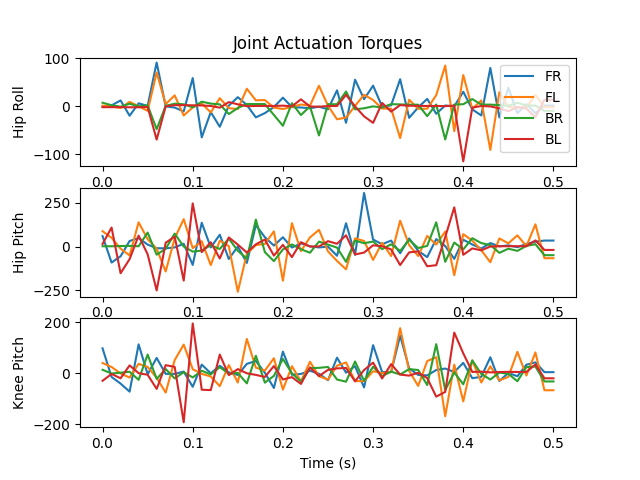 Joint Actuation Torques
Hip Roll
100
0
−100
FR
FL
BR
BL
0.0 0.1 0.2 0.3 0.4 0.5
Hip Pitch
250
0
−250
0.0 0.1 0.2 0.3 0.4 0.5
Knee Pitch
200
0
−200
0.0 0.1 0.2 0.3 0.4 0.5
Time (s)